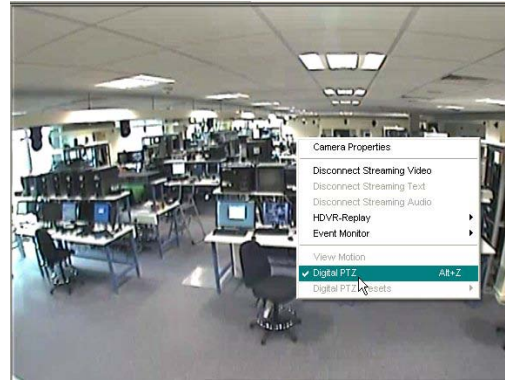 Camera Properties
Disconnect Streaming Video
Disconnect Streaming Text
Disconnect Streaming Audio
HDVR-Replay
Event Monitor
View Motion
Digital PTZ Alt+Z
Digital PTZ Presets